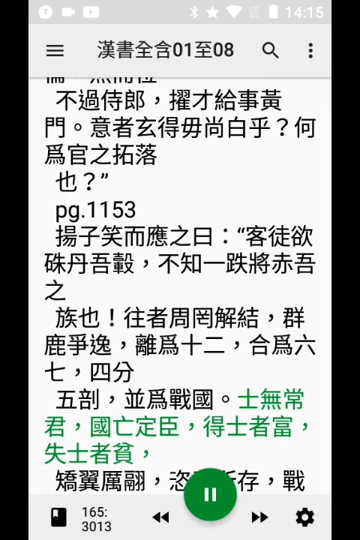 14:15
漢書全含01至08
不過侍郎，擢才給事黃
門。意者玄得毋尚白乎？何
爲官之拓落
也？”
pg.1153
揚子笑而應之曰：“客徒欲
硃丹吾轂，不知一跌將赤吾
之
族也！往者周罔解結，群
鹿爭逸，離爲十二，合爲六
七，四分
五剖，並爲戰國。士無常
君，國亡定臣，得士者富，
失士者貧，
矯翼厲翮，恣 所存，戰
165:
3013